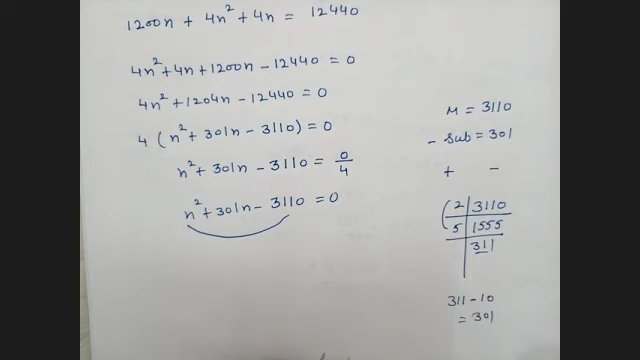 1200n + 4n² + 4n = 12440
4n² + 4n + 1200n - 12440 = 0
4n² + 1204n - 12440 = 0
4 ( n² + 301n - 3110 ) = 0
n² + 301n - 3110 = 0/4
n² + 301n - 3110 = 0
M = 3110
- Sub = 301
+ -
2 | 3110
5 | 1555
311
311 - 10
= 301